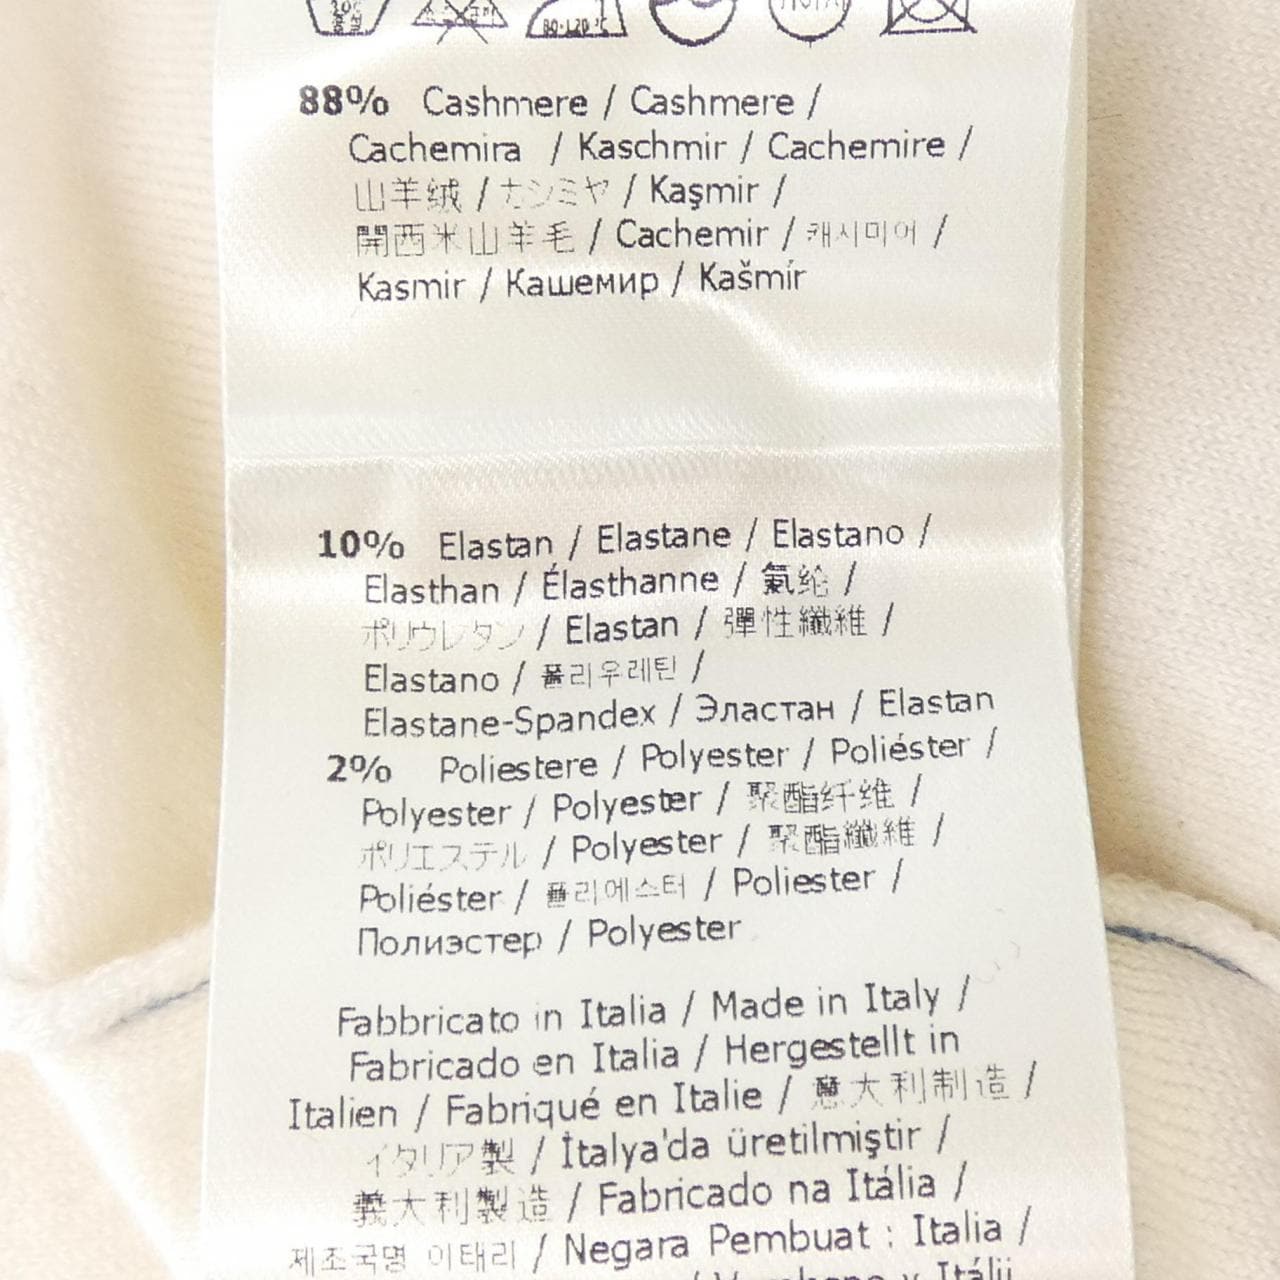 80-120°C
88% Cashmere / Cashmere /
Cachemira / Kaschmir / Cachemire /
山羊绒 / カシミヤ / Kaşmir /
開西米山羊毛 / Cachemir / 캐시미어 /
Kasmir / Кашемир / Kašmír
10% Elastan / Elastane / Elastano /
Elasthan / Élasthanne / 氨纶 /
ポリウレタン / Elastan / 彈性纖維 /
Elastano / 폴리우레탄 /
Elastane-Spandex / Эластан / Elastan
2% Poliestere / Polyester / Poliéster /
Polyester / Polyester / 聚酯纤维 /
ポリエステル / Polyester / 聚酯纖維 /
Poliéster / 폴리에스터 / Poliester /
Полиэстер / Polyester
Fabbricato in Italia / Made in Italy /
Fabricado en Italia / Hergestellt in
Italien / Fabriqué en Italie / 意大利制造 /
イタリア製 / İtalya'da üretilmiştir /
義大利製造 / Fabricado na Itália /
제조국명 이태리 / Negara Pembuat : Italia /